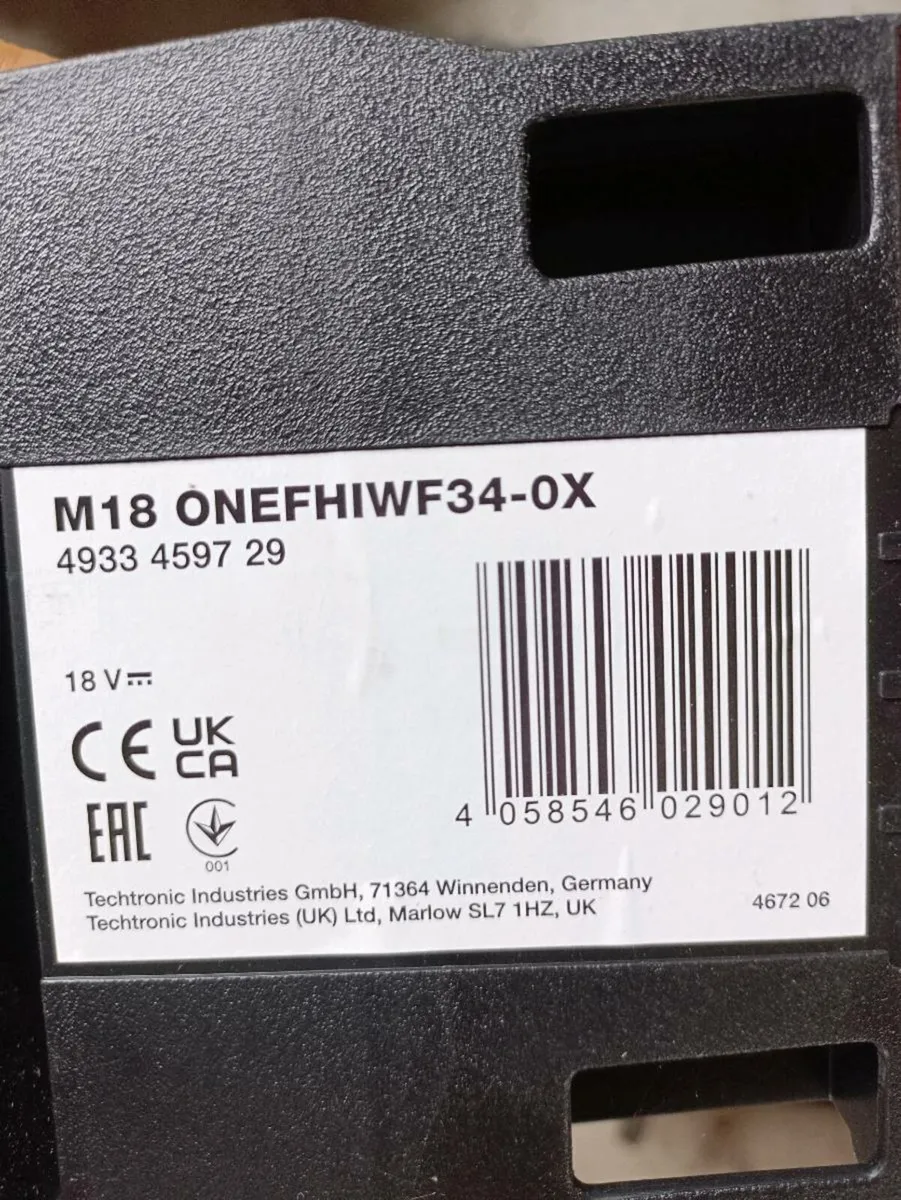 M18 ONEFHIWF34-0X
4933 4597 29
18 V
CE
UK
CA
EAC
001
4 058546 029012
Techtronic Industries GmbH, 71364 Winnenden, Germany
Techtronic Industries (UK) Ltd, Marlow SL7 1HZ, UK
4672 06